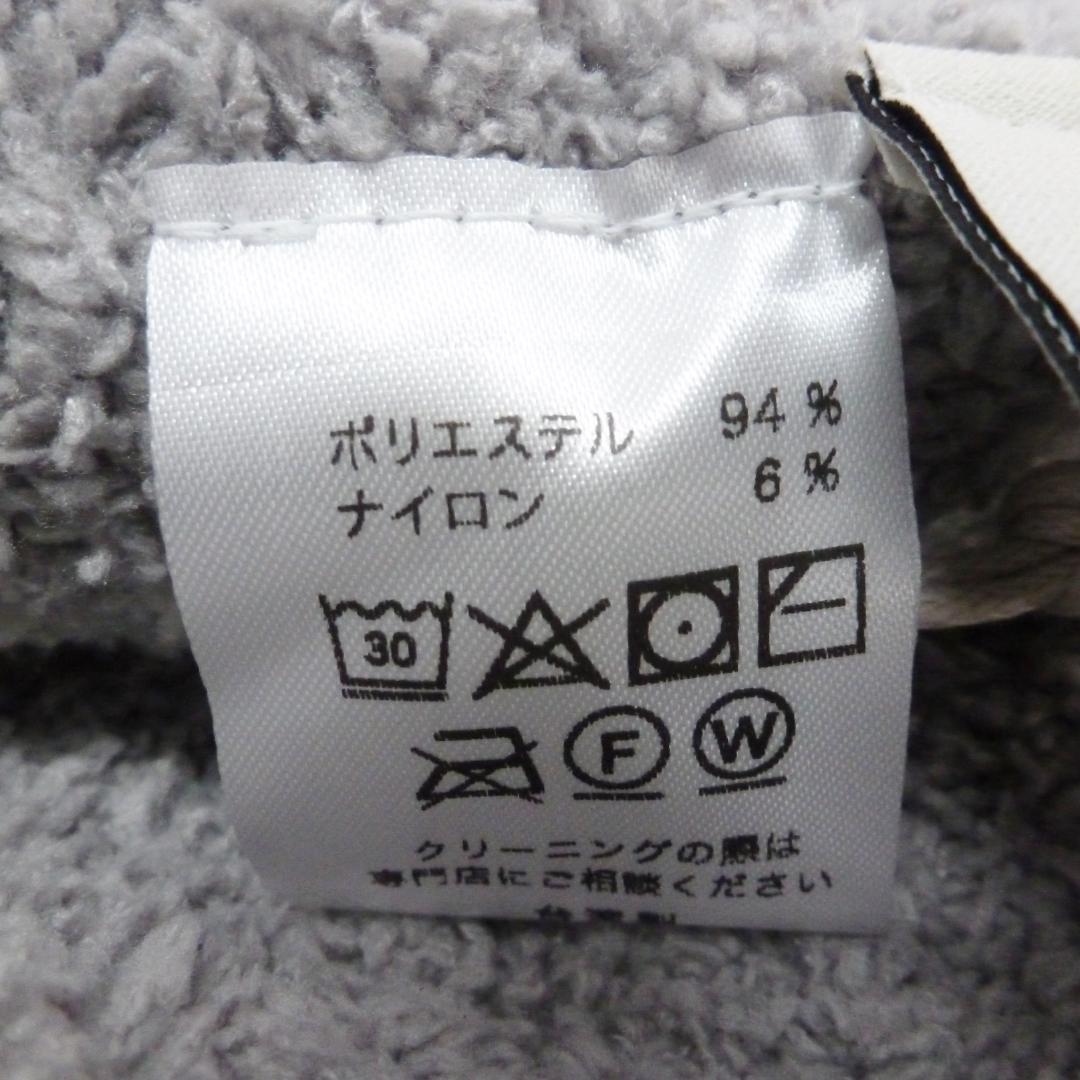 ポリエステル 94 %
ナイロン 6 %
30
F W
クリーニングの際は
専門店にご相談ください